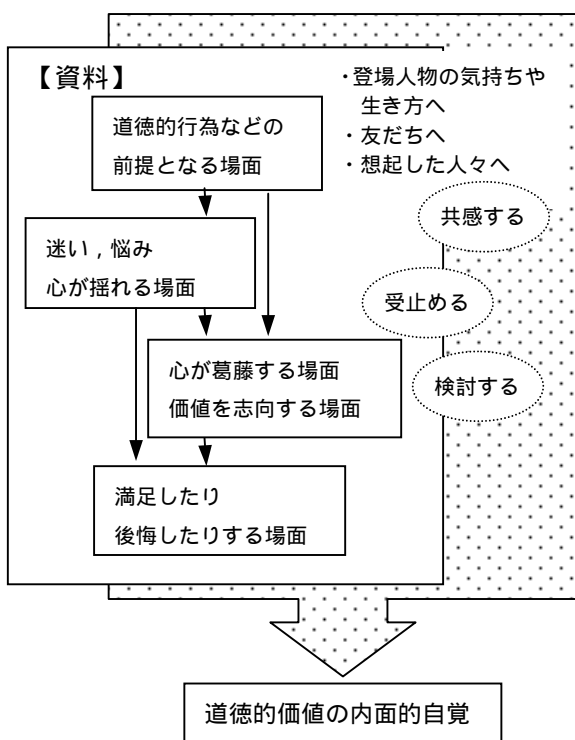 【資料】
道徳的行為などの
前提となる場面
迷い,悩み
心が揺れる場面
心が葛藤する場面
価値を志向する場面
満足したり
後悔したりする場面
・登場人物の気持ちや
生き方へ
・友だちへ
・想起した人々へ
共感する
受止める
検討する
道徳的価値の内面的自覚